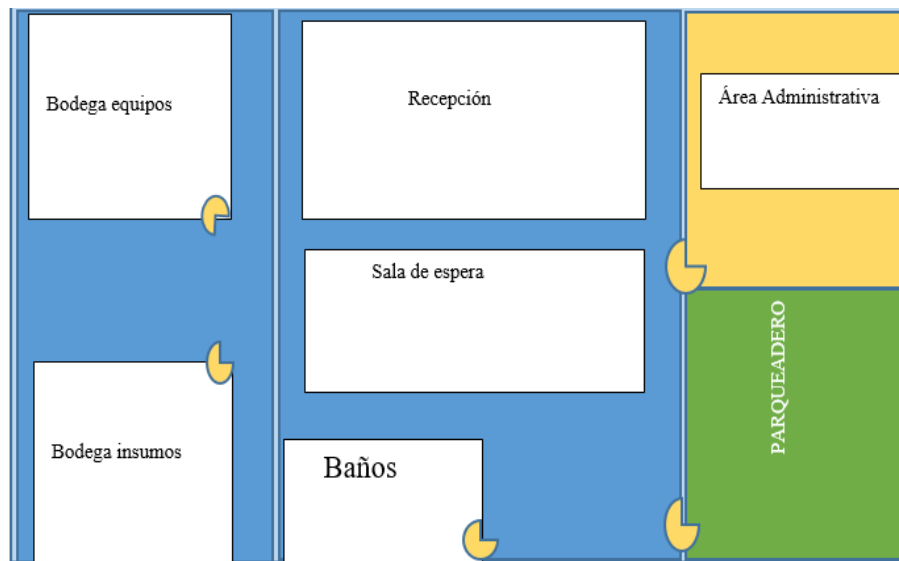 Bodega equipos
Recepción
Área Administrativa
Sala de espera
PARQUEADERO
Bodega insumos
Baños